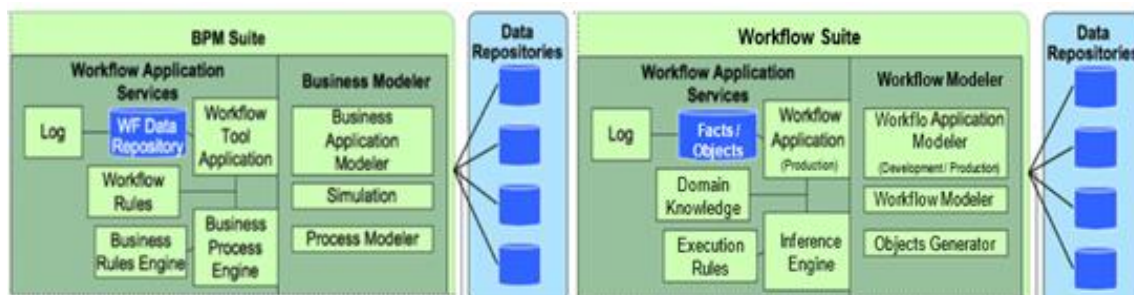 BPM Suite
Workflow Application
Services
Log
WF Data
Repository
Workflow
Tool
Application
Workflow
Rules
Business
Rules Engine
Business
Process
Engine
Business Modeler
Business
Application
Modeler
Simulation
Process Modeler
Data
Repositories
Workflow Suite
Workflow Application
Services
Log
Facts /
Objects
Workflow
Application
(Production)
Domain
Knowledge
Execution
Rules
Inference
Engine
Workflow Modeler
Workflo Application
Modeler
(Development / Production)
Workflow Modeler
Objects Generator
Data
Repositories